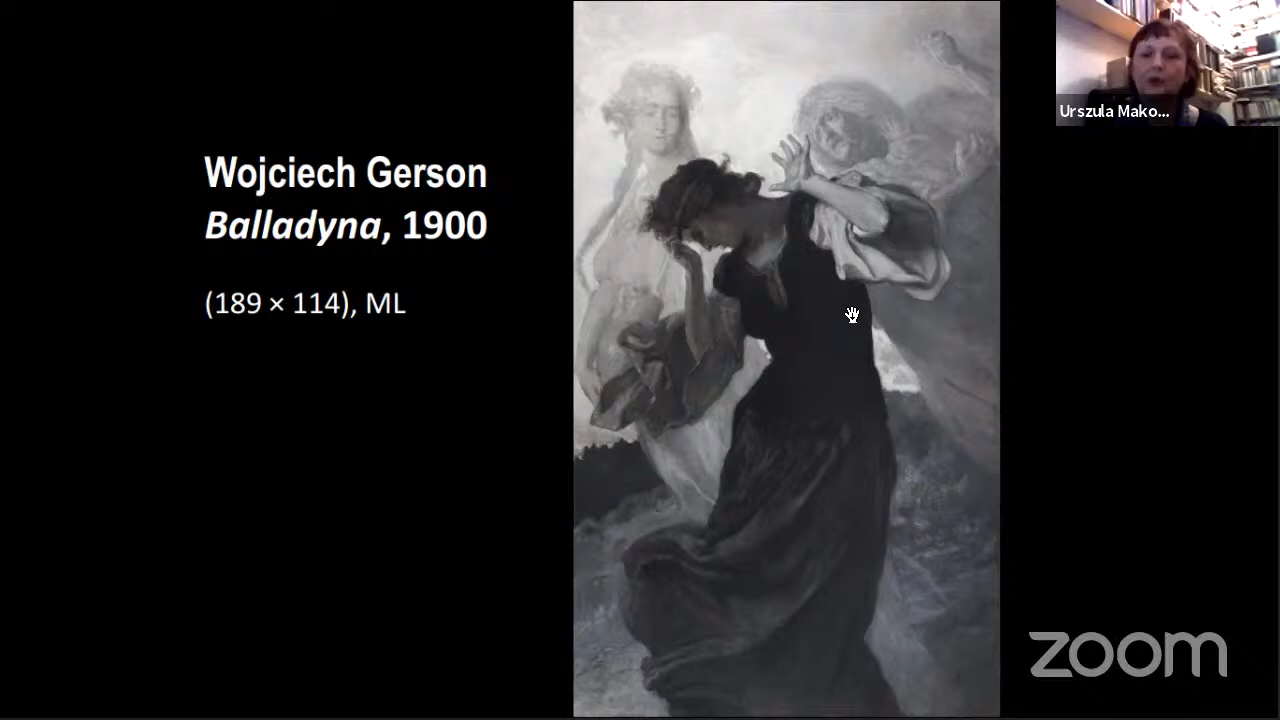 Wojciech Gerson
Balladyna, 1900
(189 × 114), ML
Urszula Mako...
zoom